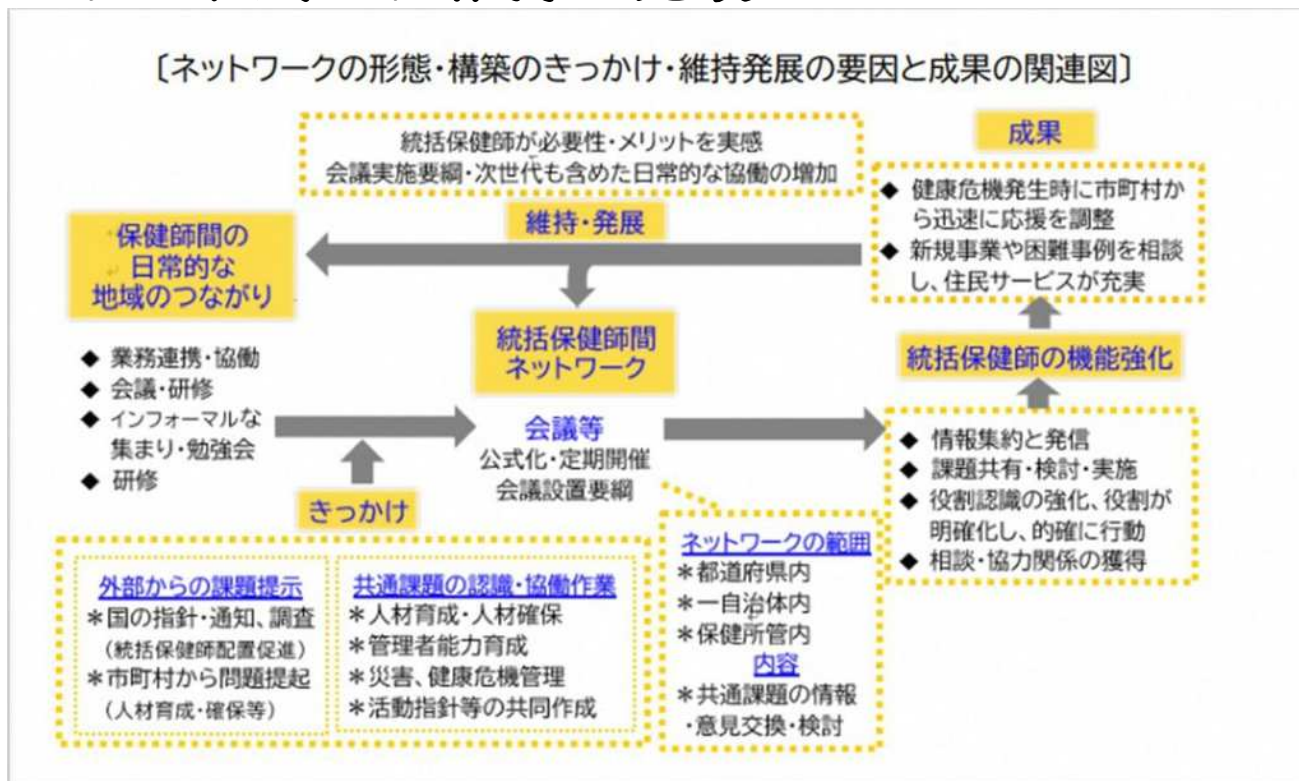 〔ネットワークの形態・構築のきっかけ・維持発展の要因と成果の関連図〕
統括保健師が必要性・メリットを実感
会議実施要綱・次世代も含めた日常的な協働の増加
維持・発展
成果
◆ 健康危機発生時に市町村か
ら迅速に応援を調整
◆ 新規事業や困難事例を相談
し、住民サービスが充実
保健師間の
日常的な
地域のつながり
◆ 業務連携・協働
◆ 会議・研修
◆ インフォーマルな
集まり・勉強会
◆ 研修
統括保健師間
ネットワーク
会議等
公式化・定期開催
会議設置要綱
統括保健師の機能強化
◆ 情報集約と発信
◆ 課題共有・検討・実施
◆ 役割認識の強化、役割が
明確化し、的確に行動
◆ 相談・協力関係の獲得
きっかけ
外部からの課題提示
＊国の指針・通知、調査
(統括保健師配置促進)
＊市町村から問題提起
(人材育成・確保等)
共通課題の認識・協働作業
＊人材育成・人材確保
＊管理者能力育成
＊災害、健康危機管理
＊活動指針等の共同作成
ネットワークの範囲
＊都道府県内
＊一自治体内
＊保健所管内
内容
＊共通課題の情報
・意見交換・検討